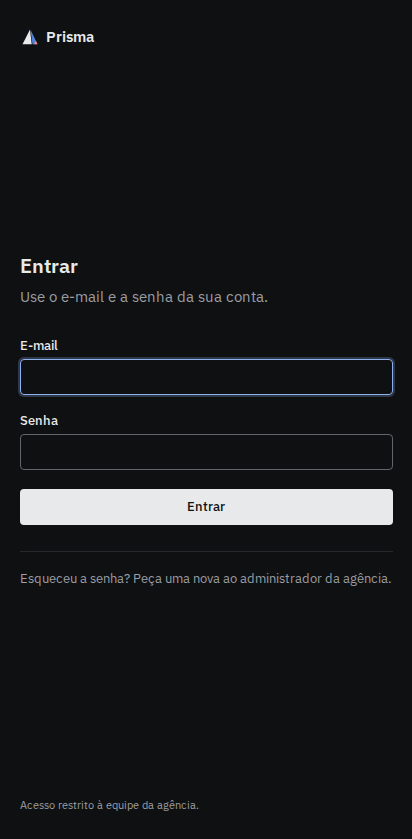 Prisma
Entrar
Use o e-mail e a senha da sua conta.
E-mail
Senha
Entrar
Esqueceu a senha? Peça uma nova ao administrador da agência.
Acesso restrito à equipe da agência.